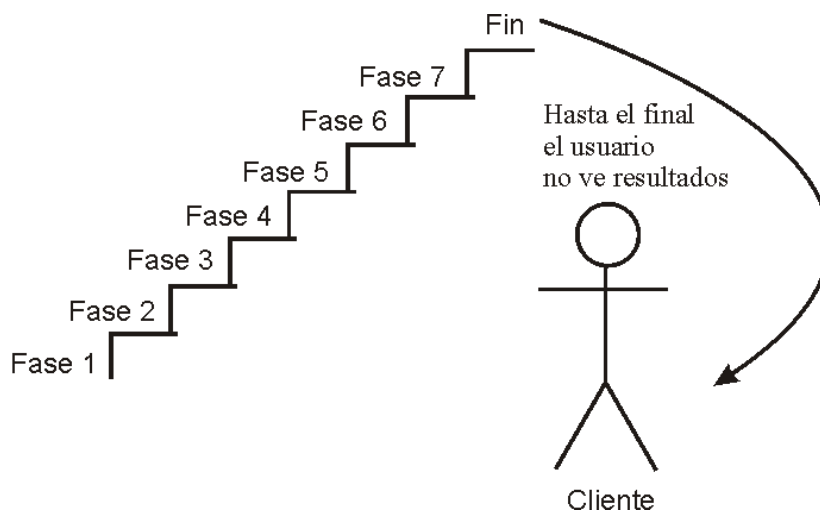 Fin
Fase 7
Fase 6
Fase 5
Fase 4
Fase 3
Fase 2
Fase 1
Hasta el final
el usuario
no ve resultados
Cliente